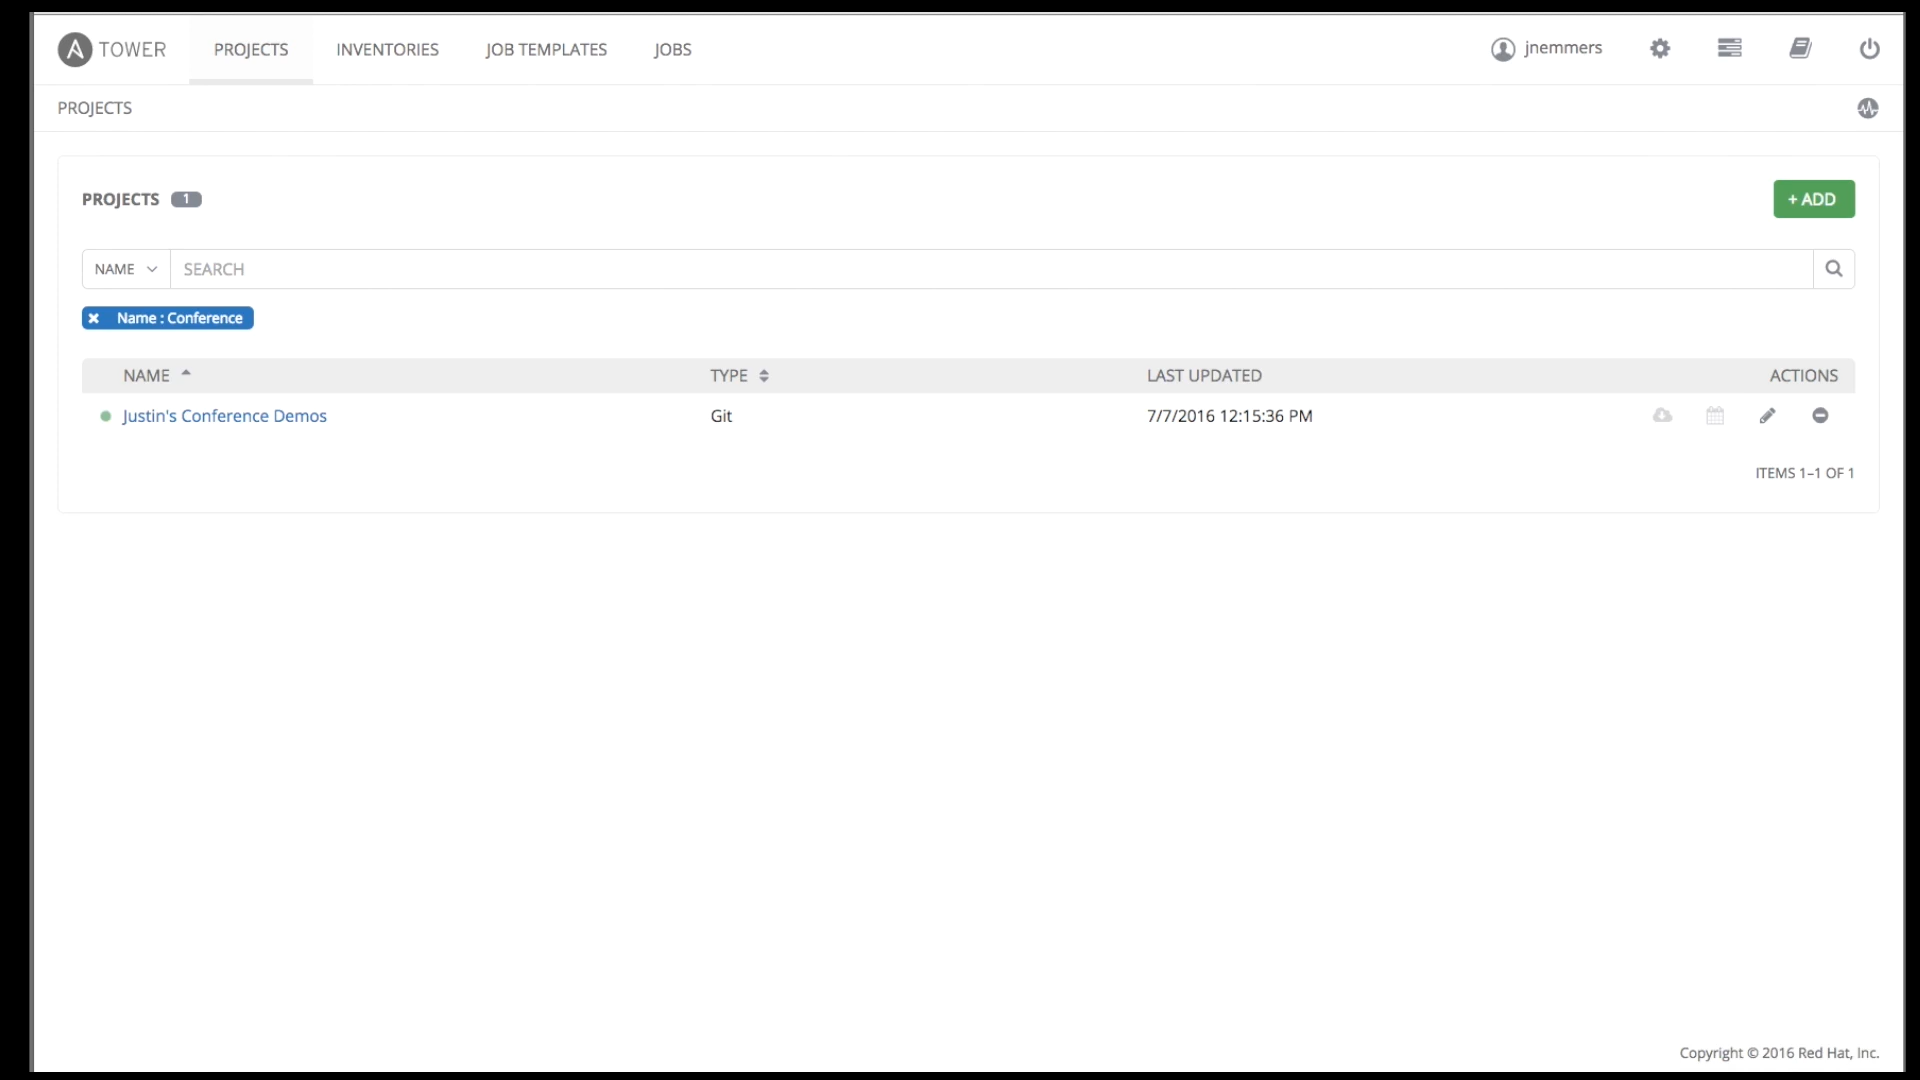 TOWER PROJECTS INVENTORIES JOB TEMPLATES JOBS jnemmers
PROJECTS
PROJECTS 1 + ADD
NAME SEARCH
Name : Conference
NAME TYPE LAST UPDATED ACTIONS
Justin's Conference Demos Git 7/7/2016 12:15:36 PM
ITEMS 1–1 OF 1
Copyright © 2016 Red Hat, Inc.